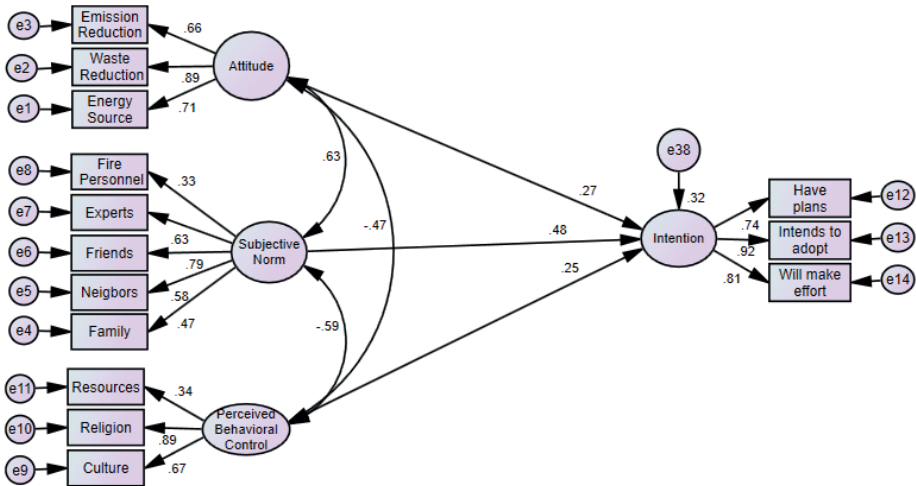 e3
Emission
Reduction
.66
e2
Waste
Reduction
.89
e1
Energy
Source
.71
Attitude
e8
Fire
Personnel
.33
e7
Experts
.63
e6
Friends
.79
e5
Neigbors
.58
e4
Family
.47
Subjective
Norm
e11
Resources
.34
e10
Religion
.89
e9
Culture
.67
Perceived
Behavioral
Control
.63
-.47
-.59
.27
.48
.25
e38
.32
Intention
Have
plans
e12
.74
Intends to
adopt
e13
.92
Will make
effort
e14
.81